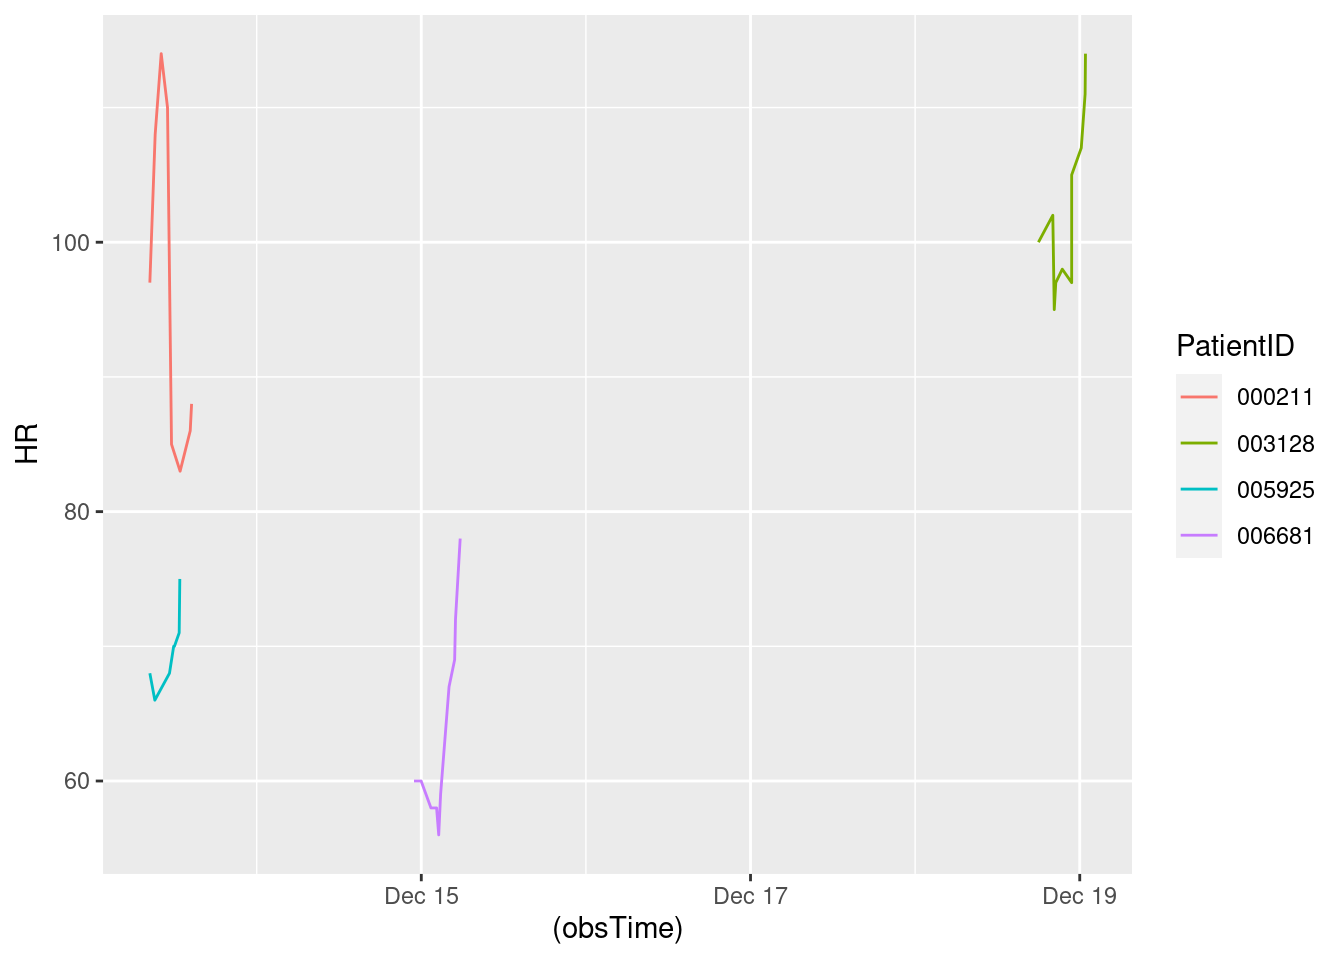 HR
100
80
60
Dec 15
Dec 17
Dec 19
(obsTime)
PatientID
000211
003128
005925
006681